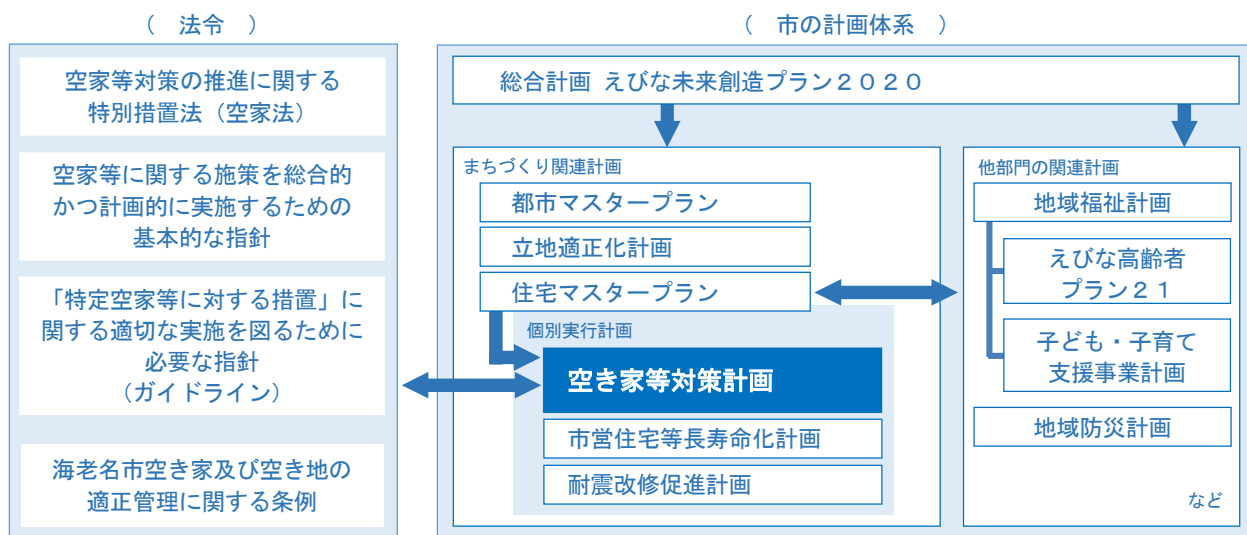 （　法令　）
空家等対策の推進に関する
特別措置法（空家法）
空家等に関する施策を総合的
かつ計画的に実施するための
基本的な指針
「特定空家等に対する措置」に
関する適切な実施を図るために
必要な指針
（ガイドライン）
海老名市空き家及び空き地の
適正管理に関する条例
（　市の計画体系　）
総合計画 えびな未来創造プラン２０２０
まちづくり関連計画
都市マスタープラン
立地適正化計画
住宅マスタープラン
個別実行計画
空き家等対策計画
市営住宅等長寿命化計画
耐震改修促進計画
他部門の関連計画
地域福祉計画
えびな高齢者
プラン２１
子ども・子育て
支援事業計画
地域防災計画
など